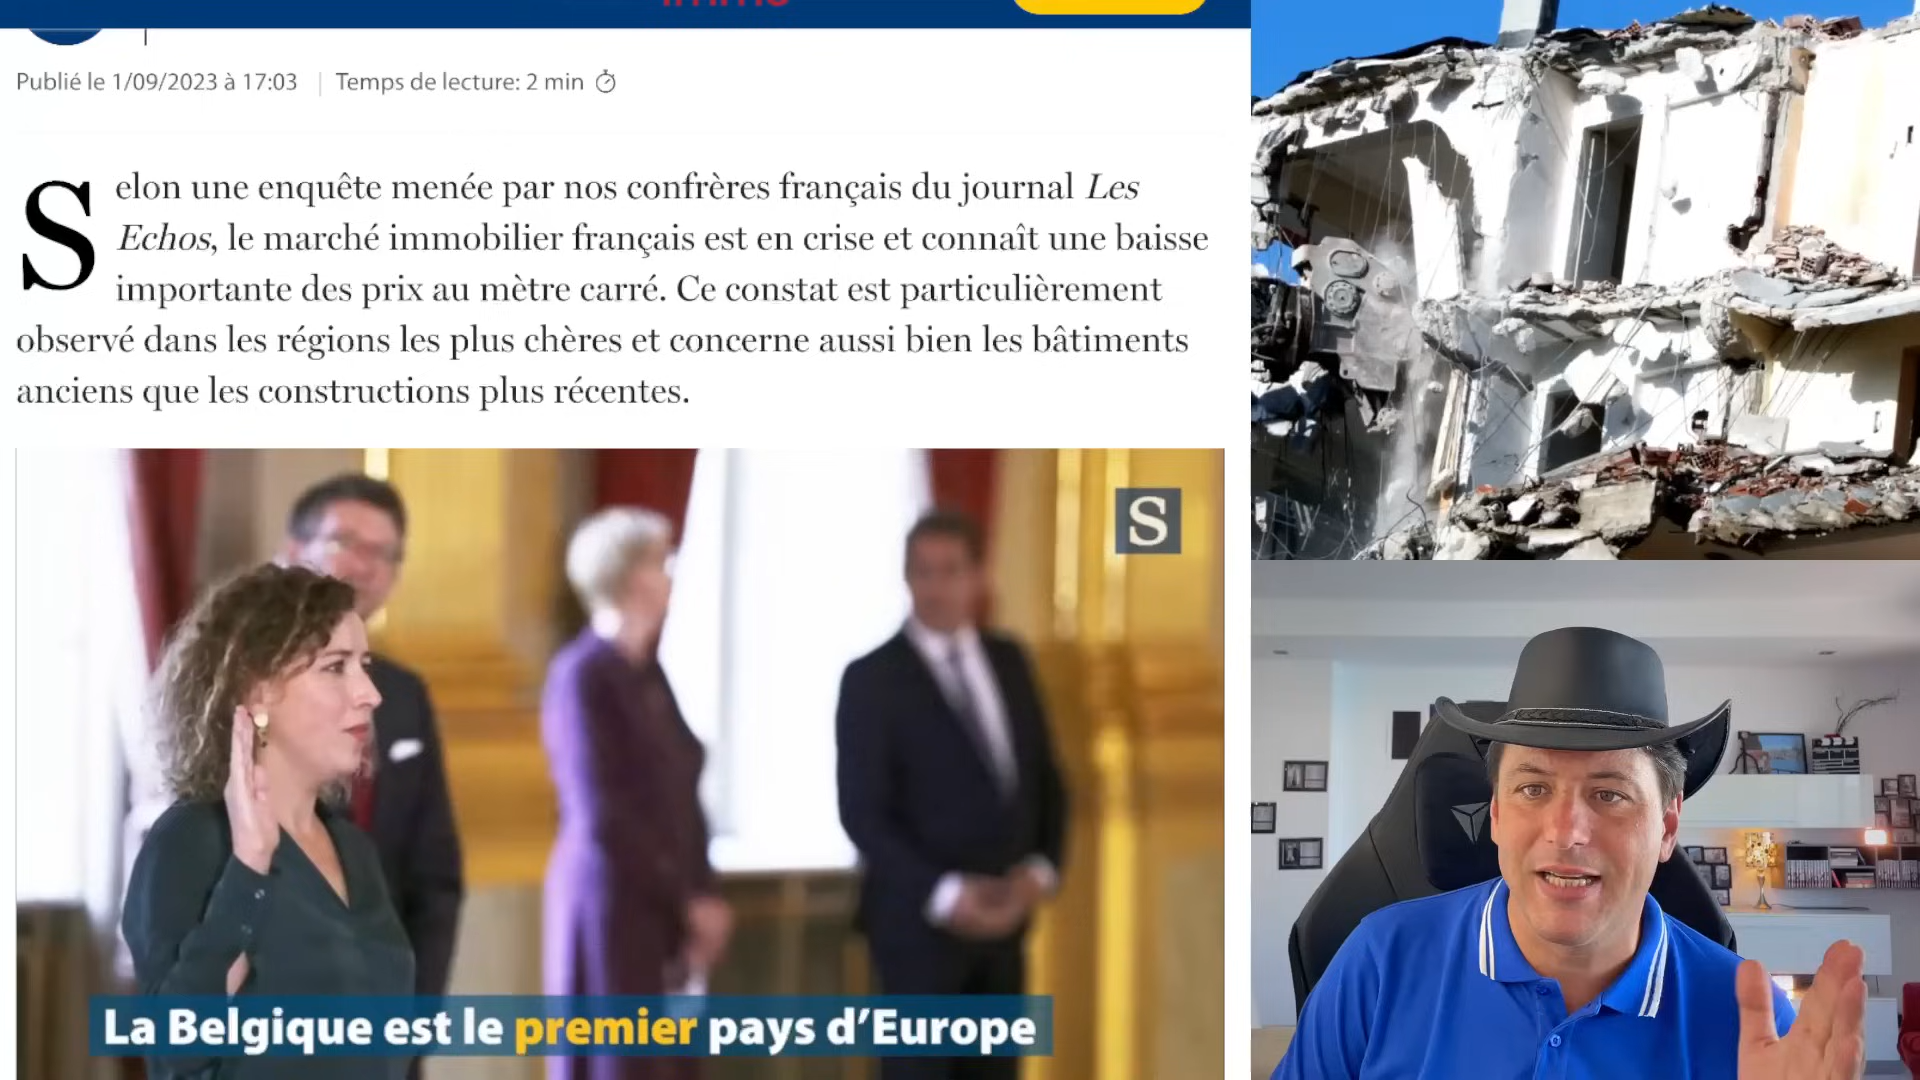 immo
Publié le 1/09/2023 à 17:03 | Temps de lecture: 2 min
Selon une enquête menée par nos confrères français du journal Les
Echos, le marché immobilier français est en crise et connaît une baisse
importante des prix au mètre carré. Ce constat est particulièrement
observé dans les régions les plus chères et concerne aussi bien les bâtiments
anciens que les constructions plus récentes.
S
La Belgique est le premier pays d’Europe